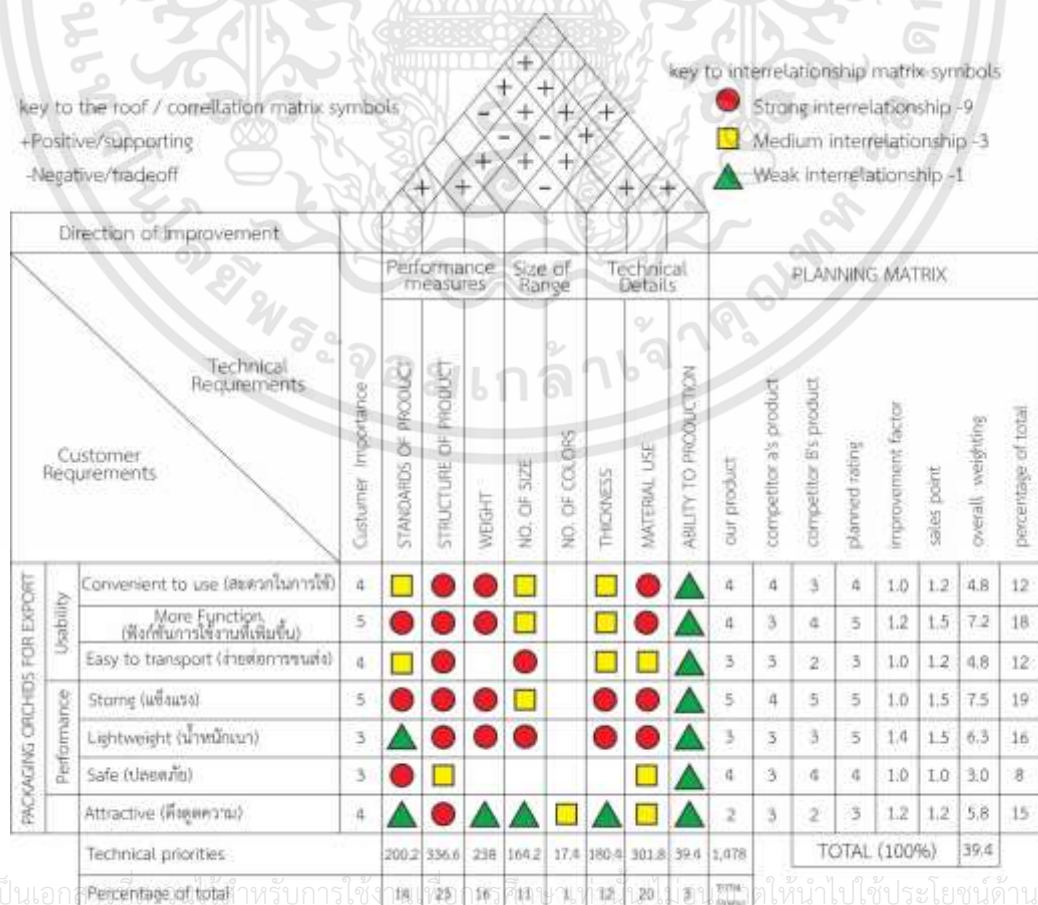 key to the roof / correllation matrix symbols
+Positive/supporting
-Negative/tradeoff
key to interrelationship matrix symbols
Strong interrelationship -9
Medium interrelationship -3
Weak interrelationship -1
+
+ +
- + +
- - + +
+ + +
+ + - + +
Direction of Improvement
Performance measures
Size of Range
Technical Details
PLANNING MATRIX
Technical Requirements
Customer Requrements
Custumer Importance
STANDARDS OF PRODUCT
STRUCTURE OF PRODUCT
WEIGHT
NO. OF SIZE
NO. OF COLORS
THICKNESS
MATERIAL USE
ABILITY TO PRODUCTION
our product
competitor a's product
competitor B's product
planned rating
improvement factor
sales point
overall weighting
percentage of total
PACKAGING ORCHIDS FOR EXPORT
Usability
Performance
Convenient to use (สะดวกในการใช้) 4 4 4 3 4 1.0 1.2 4.8 12
More Function (ฟังก์ชันการใช้งานที่เพิ่มขึ้น) 5 4 3 4 5 1.2 1.5 7.2 18
Easy to transport (ง่ายต่อการขนส่ง) 4 3 3 2 3 1.0 1.2 4.8 12
Storng (แข็งแรง) 5 5 4 5 5 1.0 1.5 7.5 19
Lightweight (น้ำหนักเบา) 3 3 3 3 5 1.4 1.5 6.3 16
Safe (ปลอดภัย) 3 4 3 4 4 1.0 1.0 3.0 8
Attractive (ดึงดูดความ) 4 2 3 2 3 1.2 1.2 5.8 15
Technical priorities 200.2 336.6 238 164.2 17.4 180.4 301.8 39.4 1,478 TOTAL (100%) 39.4
Percentage of total 14 23 16 11 1 12 20 3